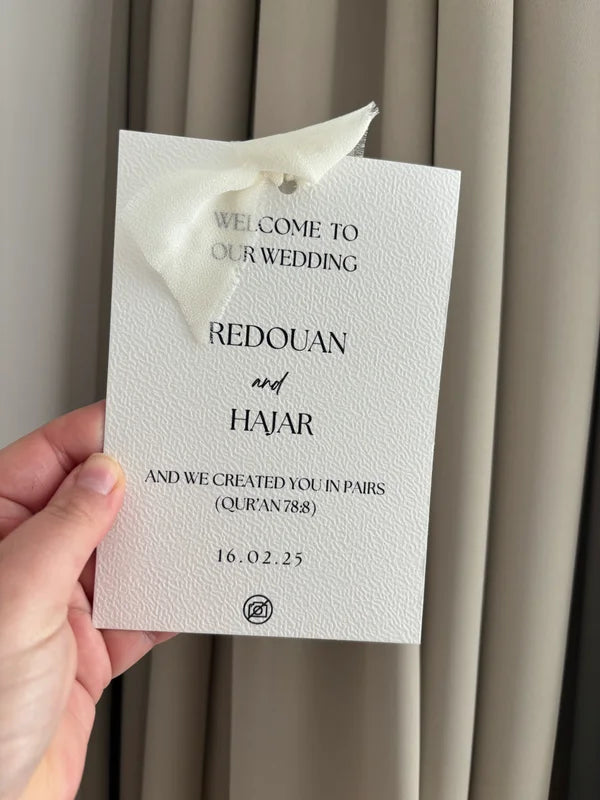 WELCOME TO
OUR WEDDING
REDOUAN
and
HAJAR
AND WE CREATED YOU IN PAIRS
(QUR'AN 78:8)
16.02.25